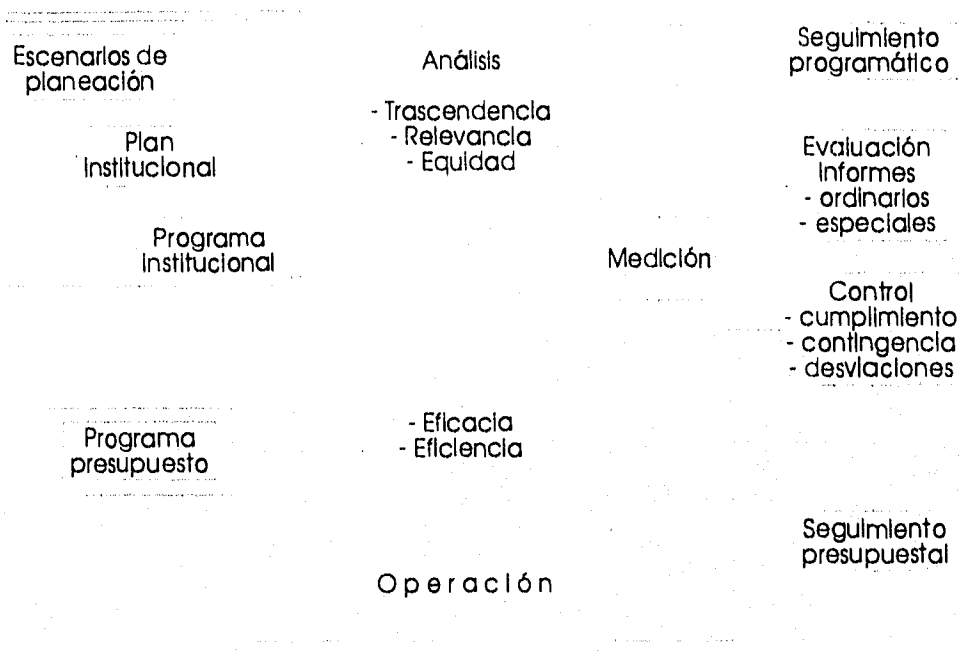 Escenarios de
planeación
Plan
institucional
Programa
institucional
Programa
presupuesto
Análisis
- Trascendencia
- Relevancia
- Equidad
- Eficacia
- Eficiencia
Operación
Medición
Seguimiento
programático
Evaluación
informes
- ordinarios
- especiales
Control
- cumplimiento
- contingencia
- desviaciones
Seguimiento
presupuestal